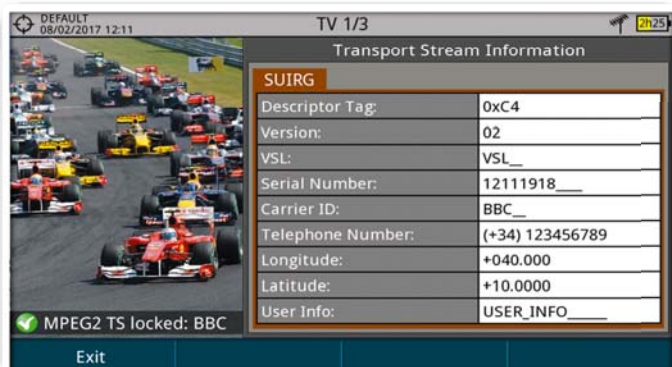 DEFAULT
08/02/2017 12:11
TV 1/3
2h25
Transport Stream Information
SUIRG
Descriptor Tag: 0xC4
Version: 02
VSL: VSL__
Serial Number: 12111918____
Carrier ID: BBC__
Telephone Number: (+34) 123456789
Longitude: +040.000
Latitude: +10.0000
User Info: USER_INFO_____
MPEG2 TS locked: BBC
Exit